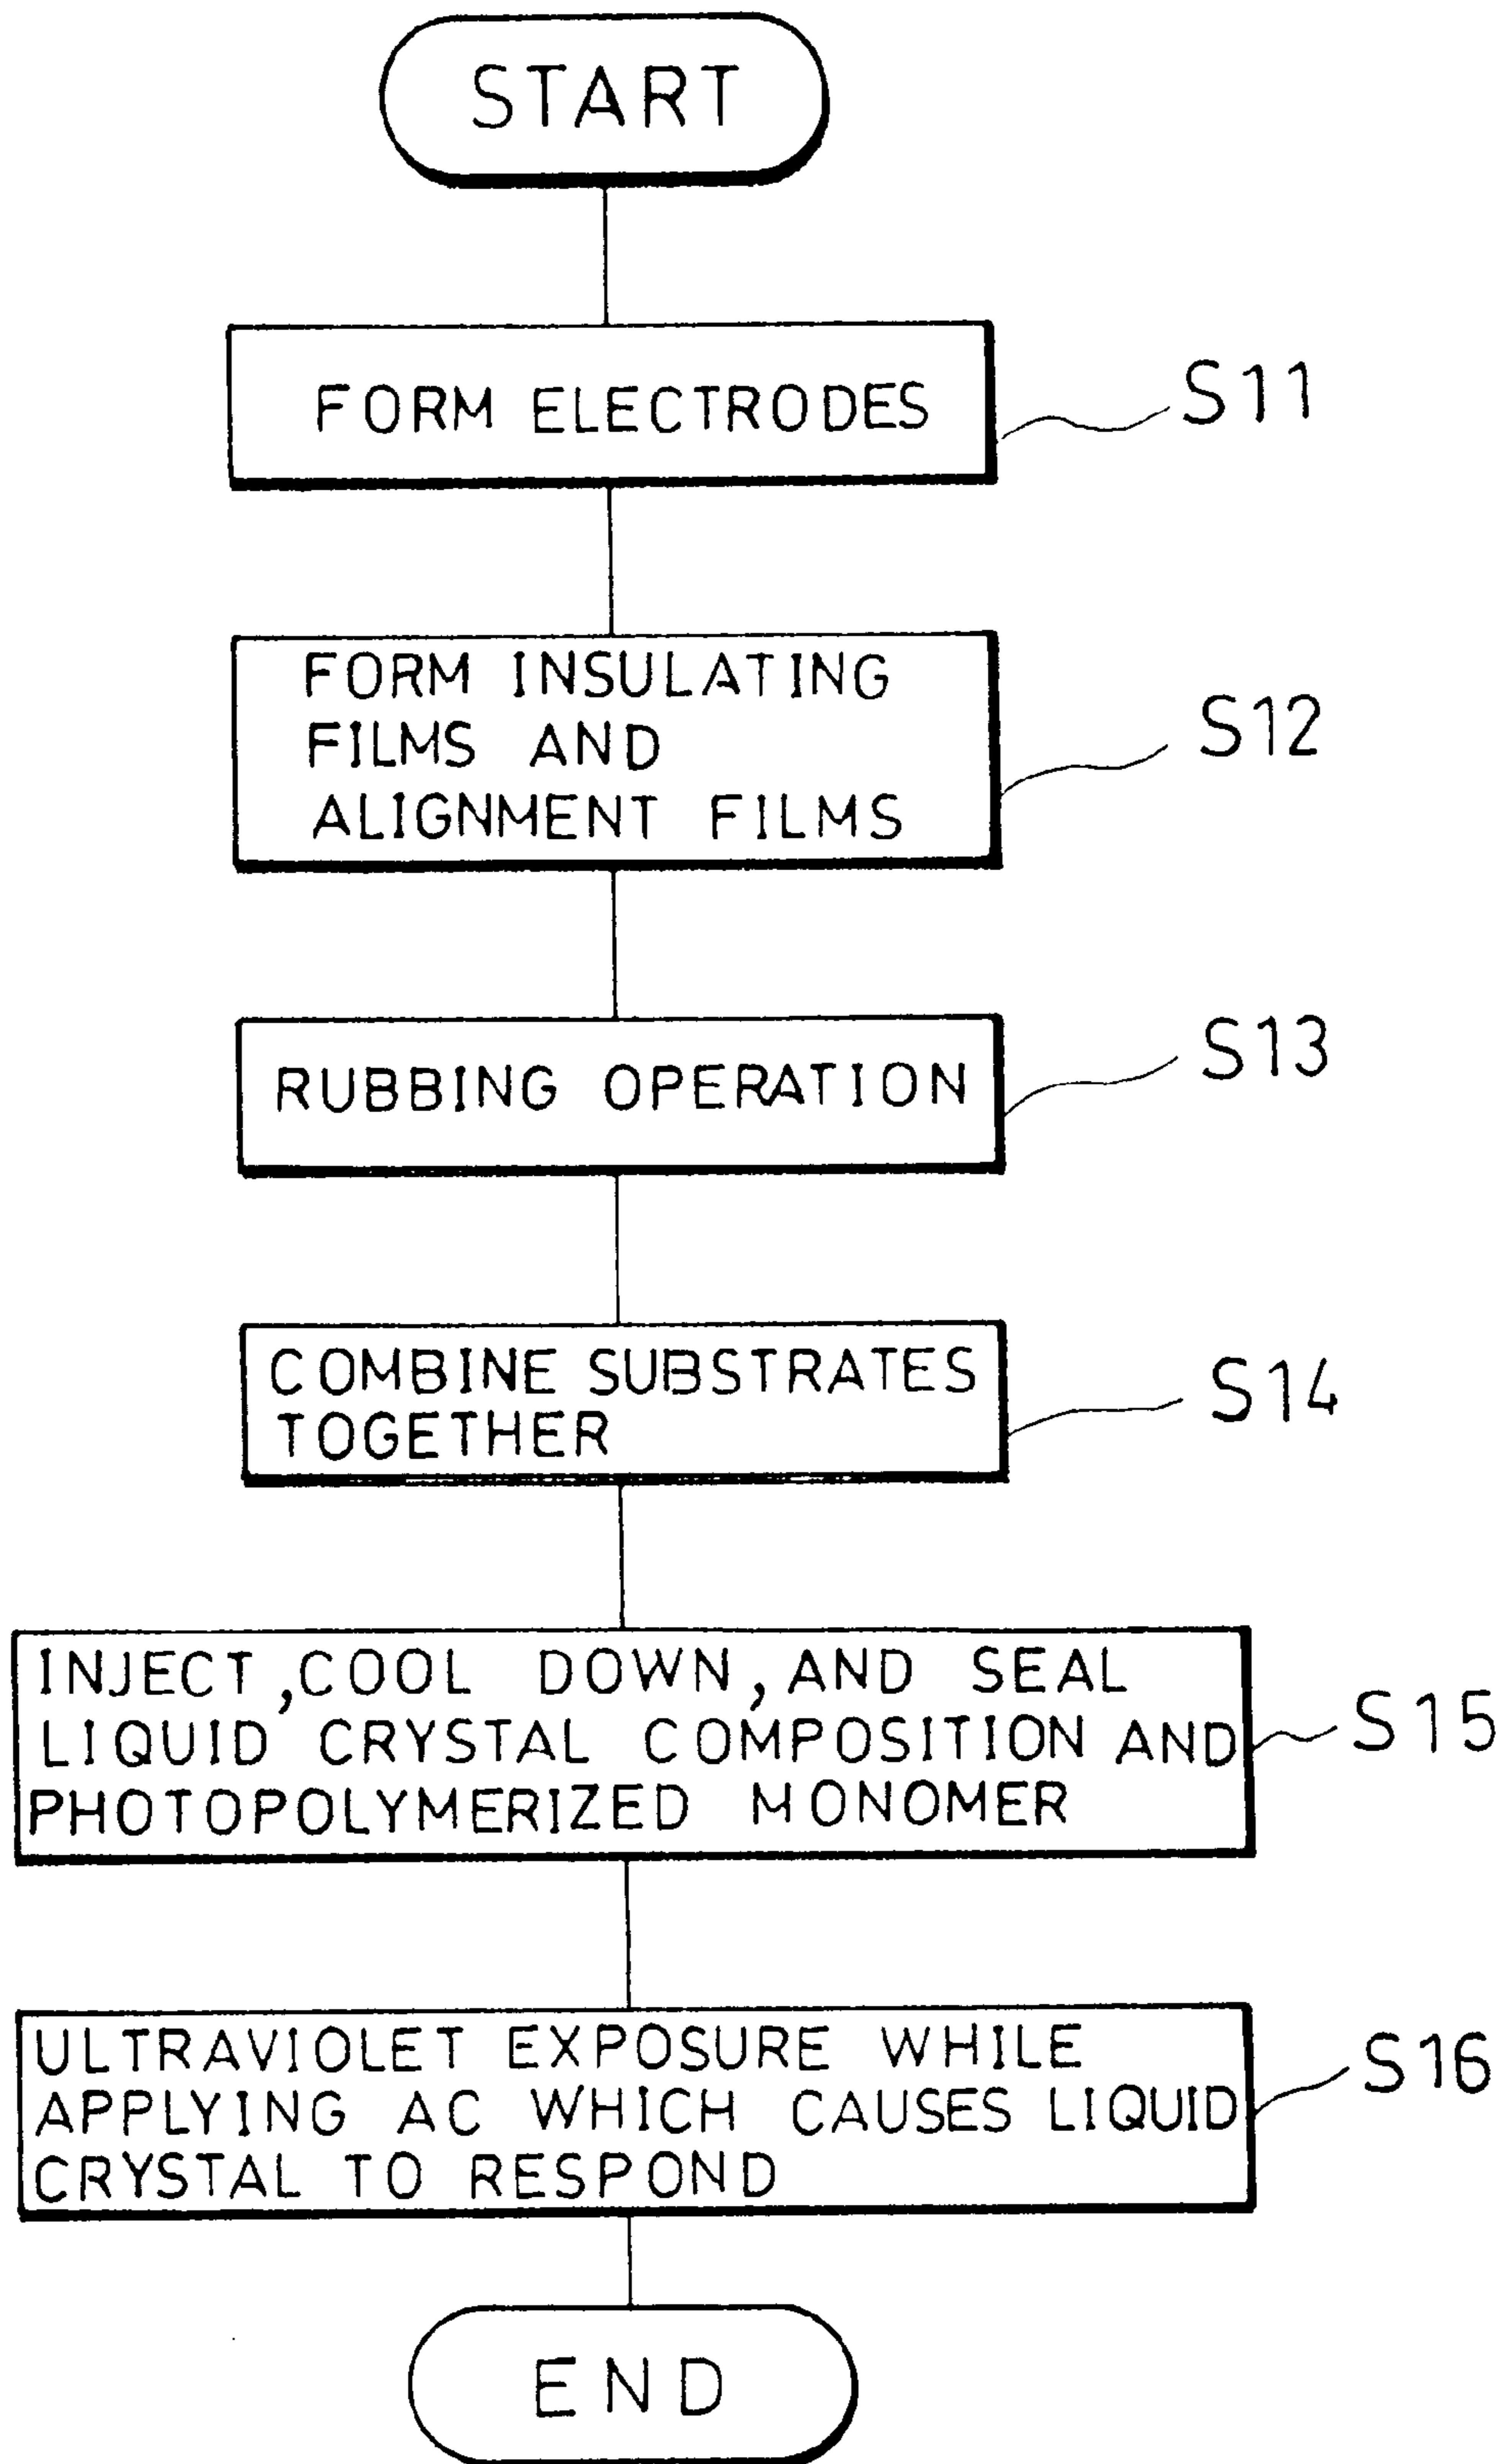 START
FORM ELECTRODES
S11
FORM INSULATING
FILMS AND
ALIGNMENT FILMS
S12
RUBBING OPERATION
S13
COMBINE SUBSTRATES
TOGETHER
S14
INJECT, COOL DOWN, AND SEAL
LIQUID CRYSTAL COMPOSITION AND
PHOTOPOLYMERIZED MONOMER
S15
ULTRAVIOLET EXPOSURE WHILE
APPLYING AC WHICH CAUSES LIQUID
CRYSTAL TO RESPOND
S16
END